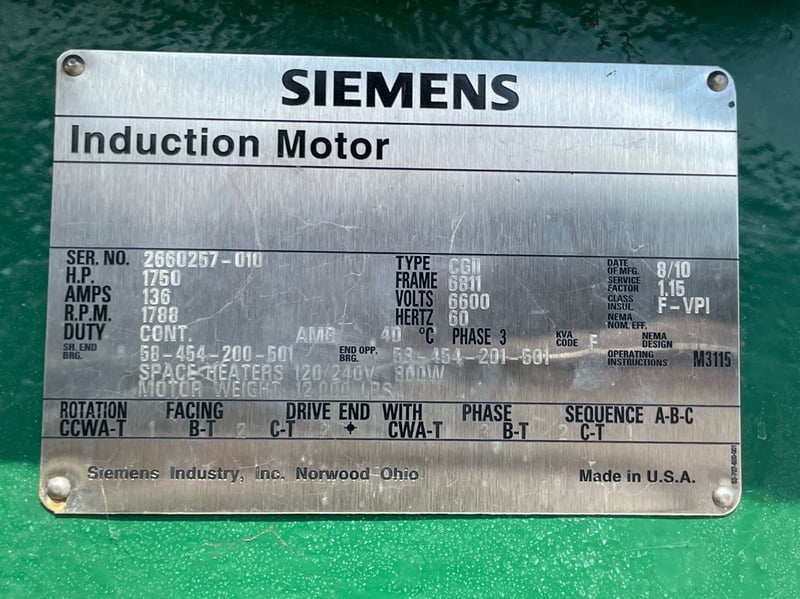 SIEMENS
Induction Motor
SER. NO. 2660257-010 TYPE CGII DATE OF MFG. 8/10
H.P. 1750 FRAME 6811 SERVICE FACTOR 1.15
AMPS 136 VOLTS 6600 CLASS INSUL. F-VPI
R.P.M. 1788 HERTZ 60 NEMA NOM. EFF.
DUTY CONT. AMB 40 °C PHASE 3 KVA CODE F NEMA DESIGN
SH. END BRG. 58-454-200-501 END OPP. BRG. 58-454-201-501 OPERATING INSTRUCTIONS M3115
SPACE HEATERS 120/240V 300W
MOTOR WEIGHT 12,000 LBS
ROTATION FACING DRIVE END WITH PHASE SEQUENCE A-B-C
CCWA-T 1 B-T 2 C-T CWA-T B-T 2 C-T
Siemens Industry, Inc. Norwood Ohio Made in U.S.A.